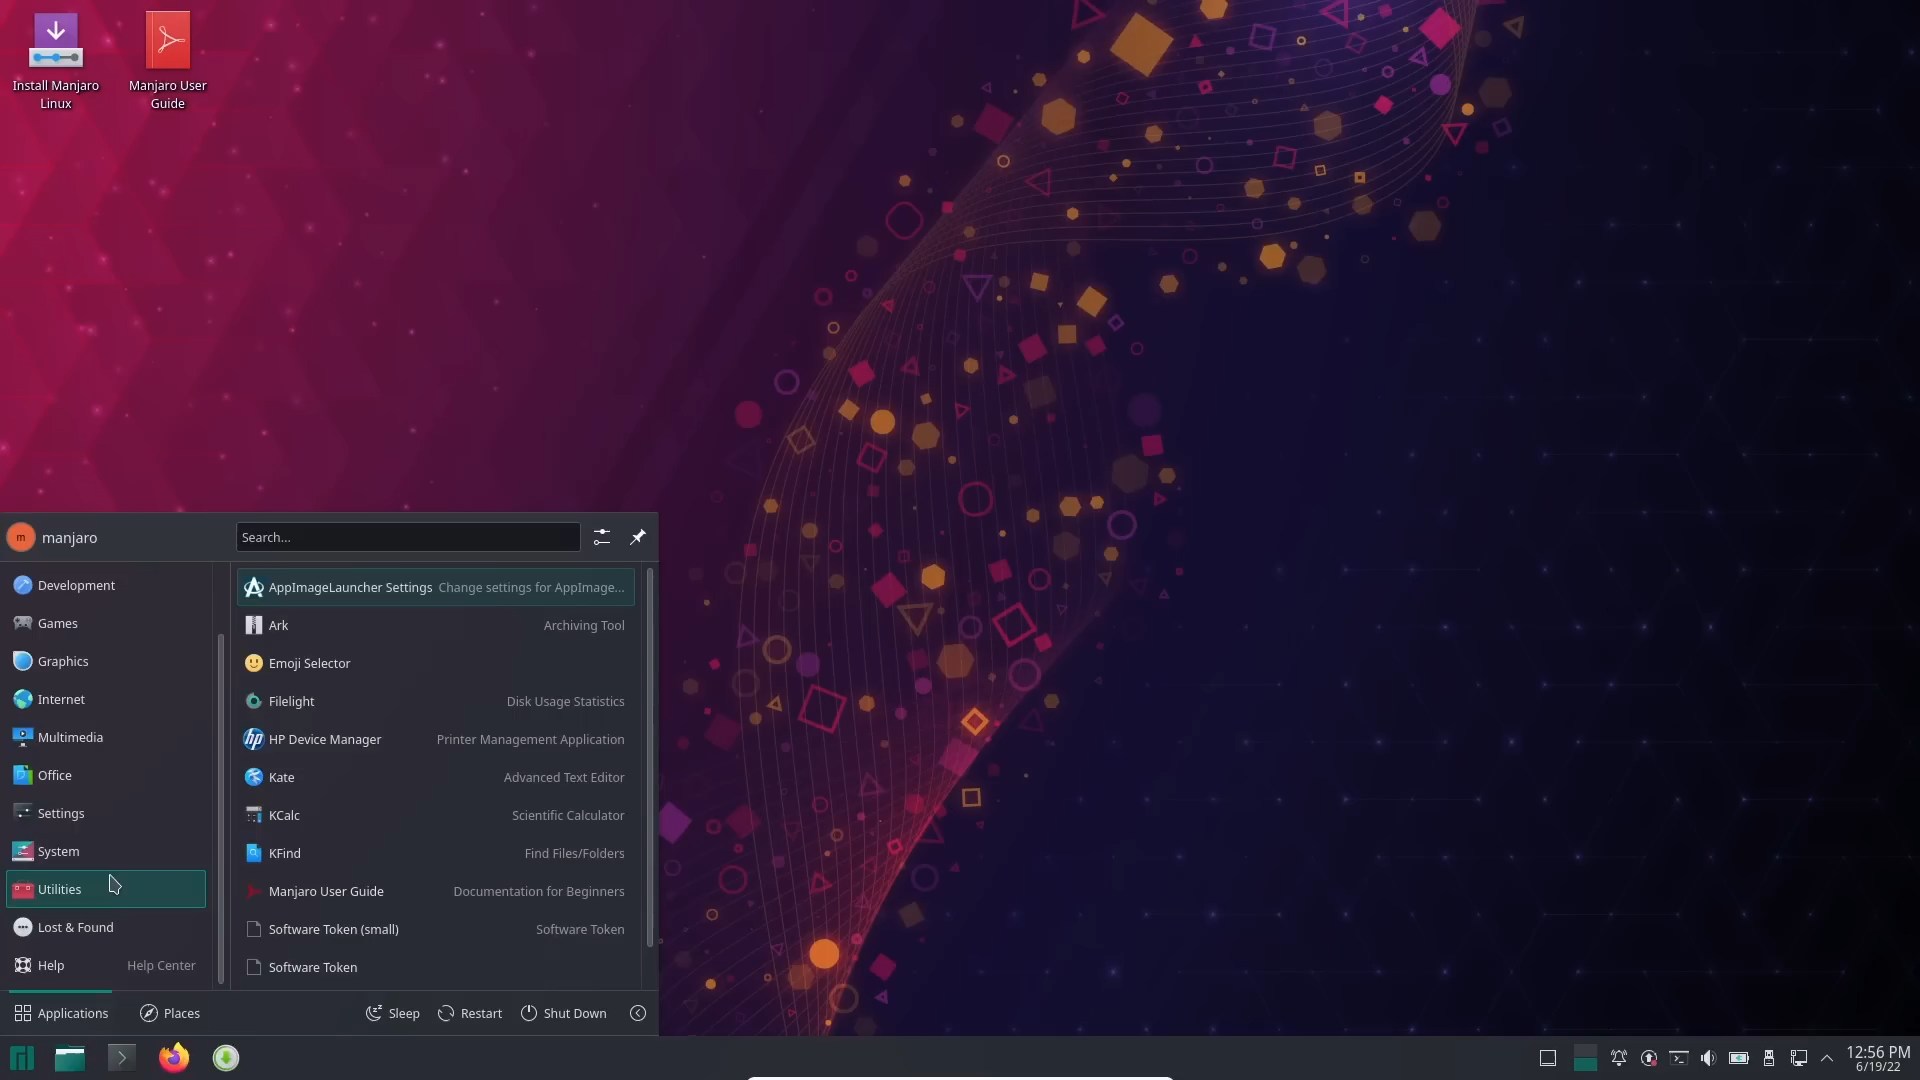 Install Manjaro
Linux
Manjaro User
Guide
m manjaro
Search...
Development
Games
Graphics
Internet
Multimedia
Office
Settings
System
Utilities
Lost & Found
Help Help Center
AppImageLauncher Settings Change settings for AppImage...
Ark Archiving Tool
Emoji Selector
Filelight Disk Usage Statistics
hp HP Device Manager Printer Management Application
Kate Advanced Text Editor
KCalc Scientific Calculator
KFind Find Files/Folders
Manjaro User Guide Documentation for Beginners
Software Token (small) Software Token
Software Token
Applications Places Sleep Restart Shut Down
12:56 PM
6/19/22